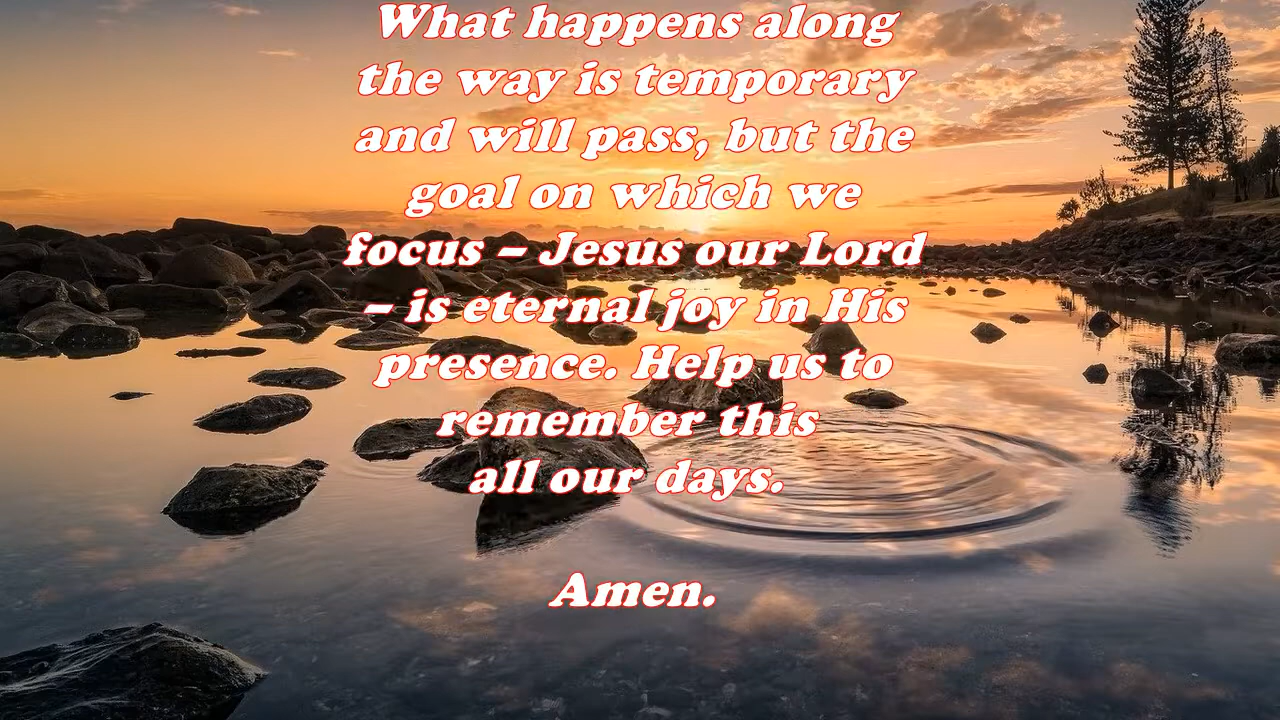 What happens along
the way is temporary
and will pass, but the
goal on which we
focus – Jesus our Lord
– is eternal joy in His
presence. Help us to
remember this
all our days.
Amen.